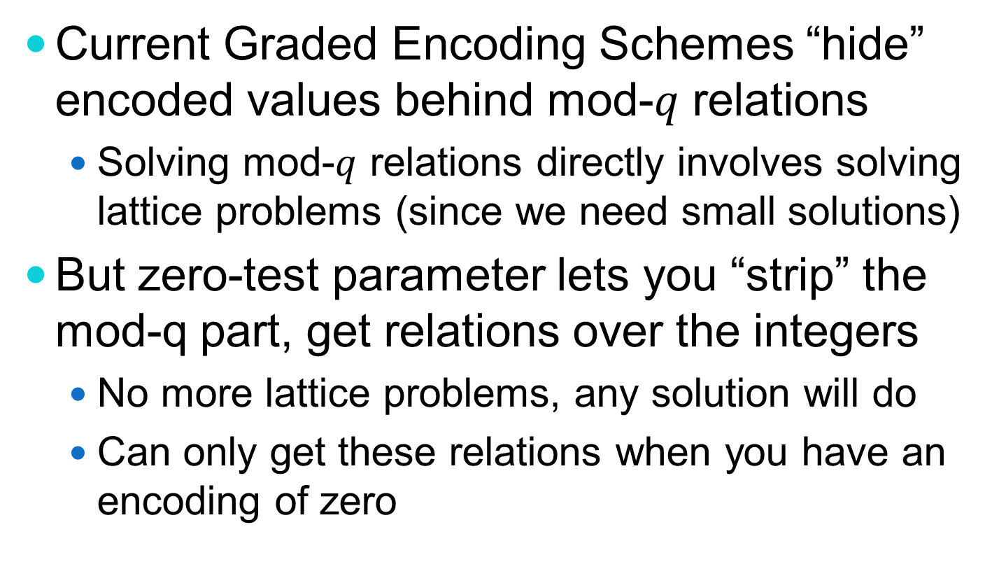 • Current Graded Encoding Schemes “hide”
encoded values behind mod-q relations
• Solving mod-q relations directly involves solving
lattice problems (since we need small solutions)
• But zero-test parameter lets you “strip” the
mod-q part, get relations over the integers
• No more lattice problems, any solution will do
• Can only get these relations when you have an
encoding of zero